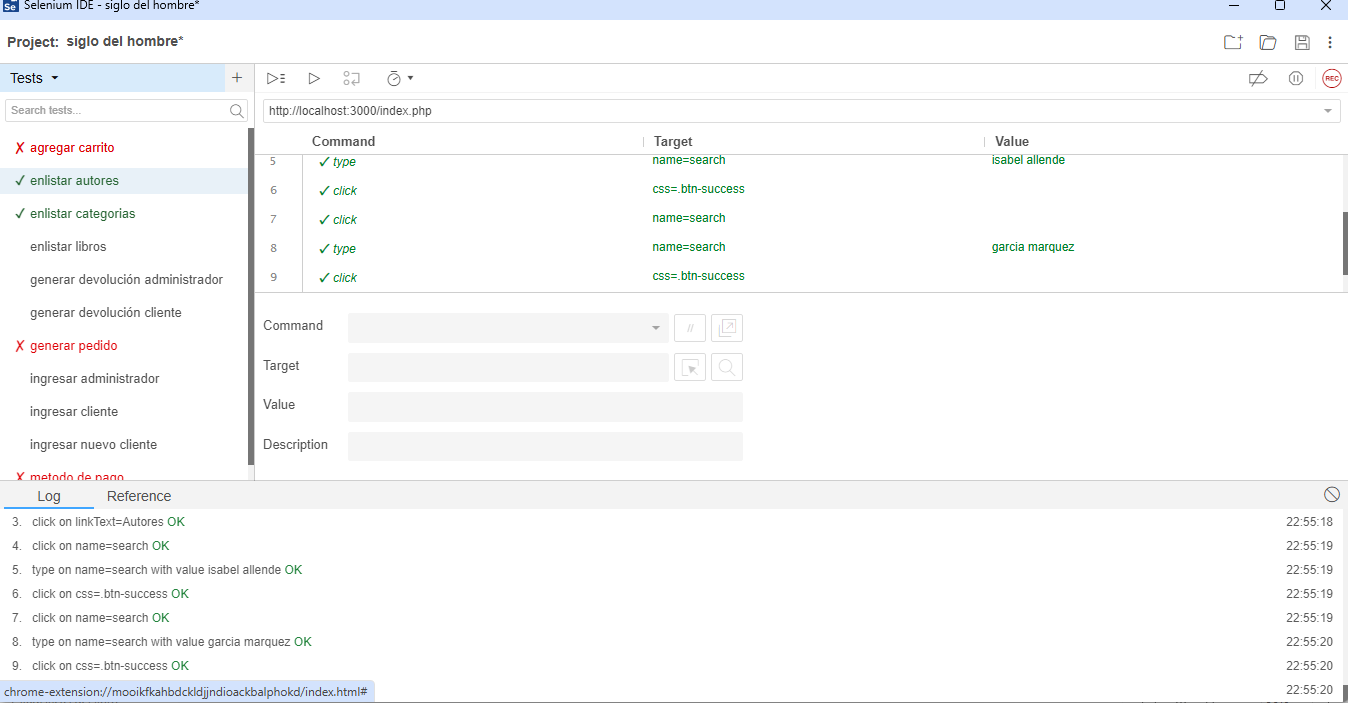 Selenium IDE - siglo del hombre*
Project: siglo del hombre*
Tests
+
Search tests...
✗ agregar carrito
✓ enlistar autores
✓ enlistar categorias
enlistar libros
generar devolución administrador
generar devolución cliente
✗ generar pedido
ingresar administrador
ingresar cliente
ingresar nuevo cliente
✗ metodo de pago
REC
http://localhost:3000/index.php
Command Target Value
5 ✓ type name=search isabel allende
6 ✓ click css=.btn-success
7 ✓ click name=search
8 ✓ type name=search garcia marquez
9 ✓ click css=.btn-success
Command //
Target
Value
Description
Log Reference
3. click on linkText=Autores OK 22:55:18
4. click on name=search OK 22:55:19
5. type on name=search with value isabel allende OK 22:55:19
6. click on css=.btn-success OK 22:55:19
7. click on name=search OK 22:55:19
8. type on name=search with value garcia marquez OK 22:55:20
9. click on css=.btn-success OK 22:55:20
chrome-extension://mooikfkahbdckldjjndioackbalphokd/index.html# 22:55:20